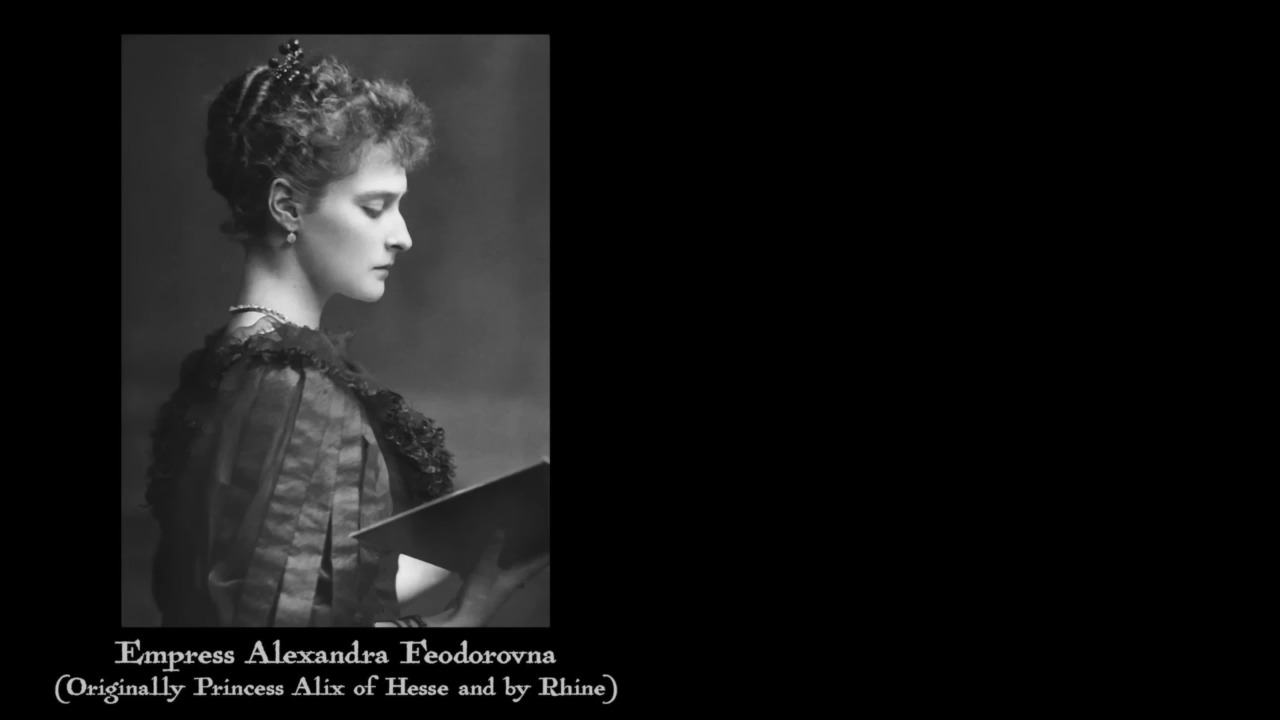 Empress Alexandra Feodorovna
(Originally Princess Alix of Hesse and by Rhine)